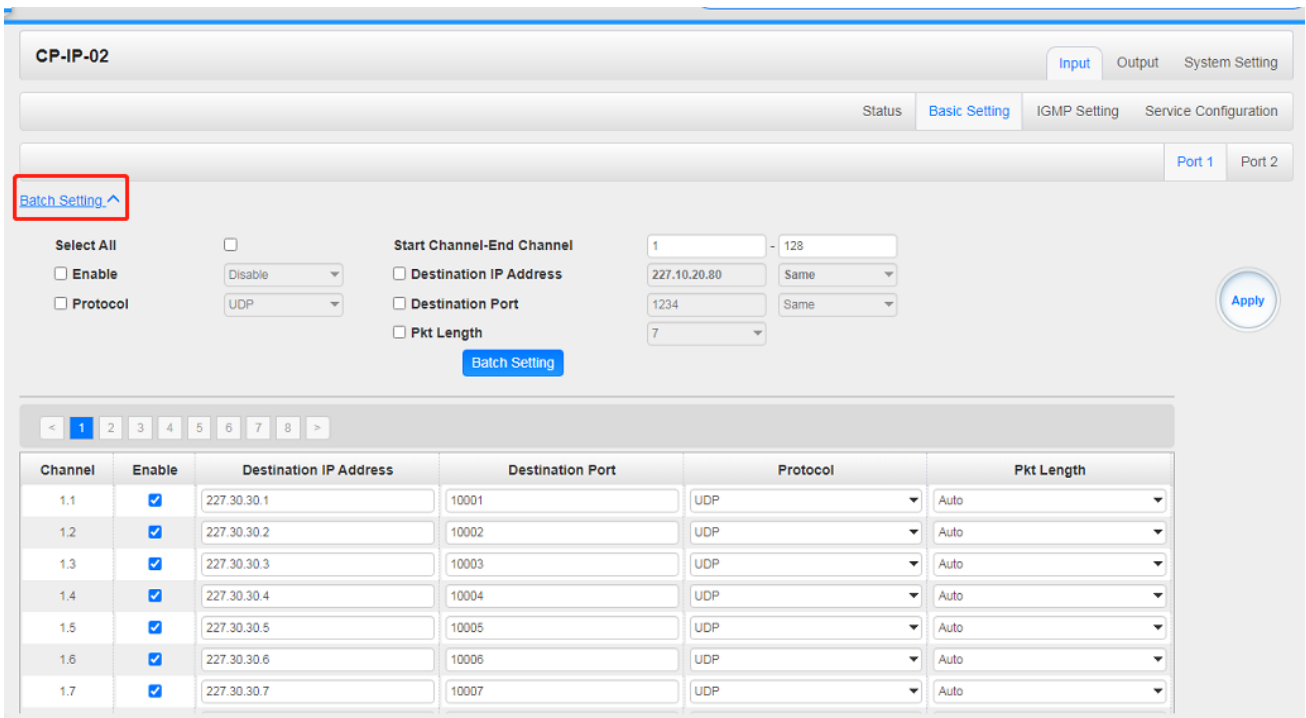 CP-IP-02
Input Output System Setting
Status Basic Setting IGMP Setting Service Configuration
Port 1 Port 2
Batch Setting
Select All Start Channel-End Channel 1 - 128
Enable Disable Destination IP Address 227.10.20.80 Same
Protocol UDP Destination Port 1234 Same
Apply
Pkt Length 7
Batch Setting
< 1 2 3 4 5 6 7 8 >
Channel Enable Destination IP Address Destination Port Protocol Pkt Length
1.1 227.30.30.1 10001 UDP Auto
1.2 227.30.30.2 10002 UDP Auto
1.3 227.30.30.3 10003 UDP Auto
1.4 227.30.30.4 10004 UDP Auto
1.5 227.30.30.5 10005 UDP Auto
1.6 227.30.30.6 10006 UDP Auto
1.7 227.30.30.7 10007 UDP Auto